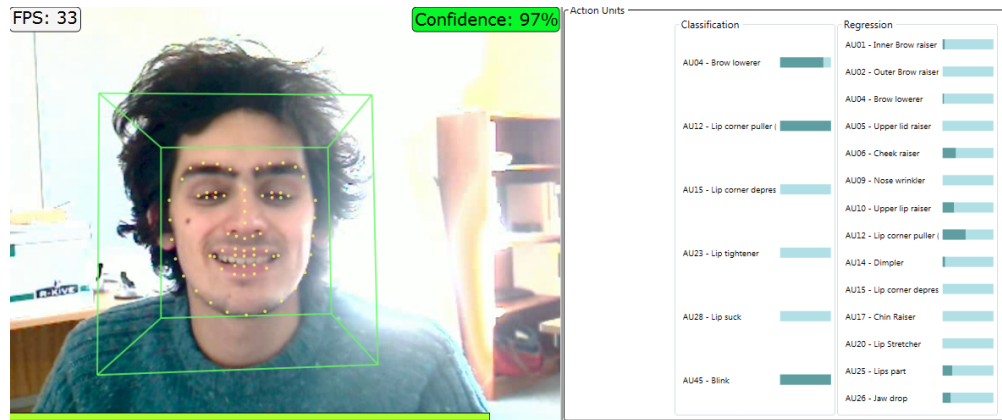 FPS: 33
Confidence: 97%
Action Units
Classification
AU04 - Brow lowerer
AU12 - Lip corner puller (
AU15 - Lip corner depres
AU23 - Lip tightener
AU28 - Lip suck
AU45 - Blink
Regression
AU01 - Inner Brow raiser
AU02 - Outer Brow raiser
AU04 - Brow lowerer
AU05 - Upper lid raiser
AU06 - Cheek raiser
AU09 - Nose wrinkler
AU10 - Upper lip raiser
AU12 - Lip corner puller (
AU14 - Dimpler
AU15 - Lip corner depres
AU17 - Chin Raiser
AU20 - Lip Stretcher
AU25 - Lips part
AU26 - Jaw drop
R-KIVE